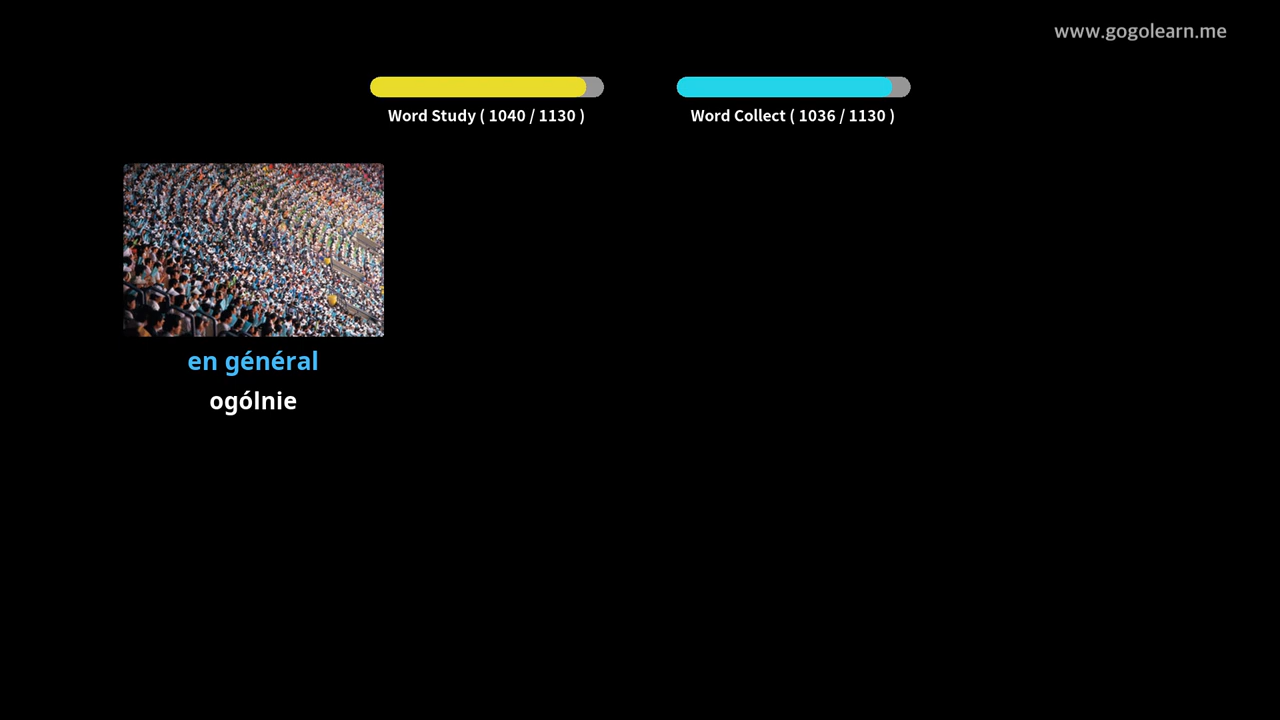 www.gogolearn.me
Word Study ( 1040 / 1130 )
Word Collect ( 1036 / 1130 )
en général
ogólnie